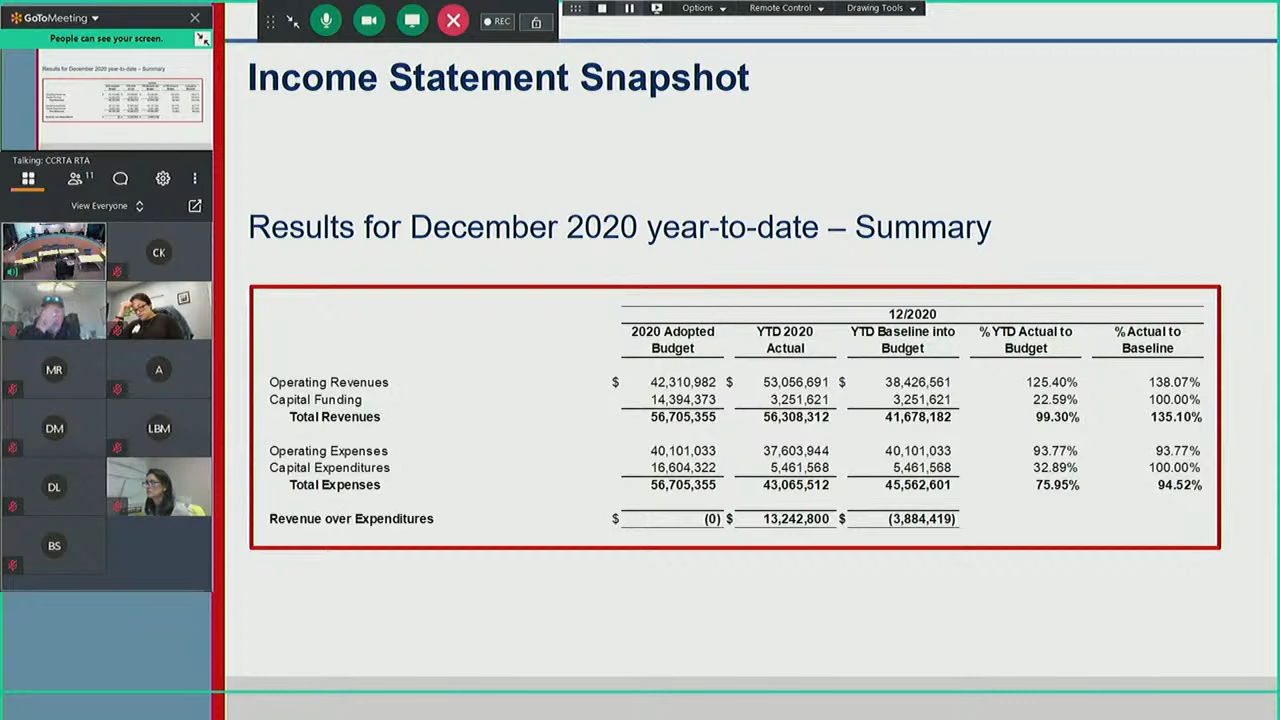 GoToMeeting
People can see your screen.
Results for December 2020 year-to-date – Summary
Talking: CCRTA RTA
11
View Everyone
CK
MR
A
DM
LBM
DL
BS
REC
Options
Remote Control
Drawing Tools
Income Statement Snapshot
Results for December 2020 year-to-date – Summary
12/2020
2020 Adopted Budget YTD 2020 Actual YTD Baseline into Budget % YTD Actual to Budget % Actual to Baseline
Operating Revenues $ 42,310,982 $ 53,056,691 $ 38,426,561 125.40% 138.07%
Capital Funding 14,394,373 3,251,621 3,251,621 22.59% 100.00%
Total Revenues 56,705,355 56,308,312 41,678,182 99.30% 135.10%
Operating Expenses 40,101,033 37,603,944 40,101,033 93.77% 93.77%
Capital Expenditures 16,604,322 5,461,568 5,461,568 32.89% 100.00%
Total Expenses 56,705,355 43,065,512 45,562,601 75.95% 94.52%
Revenue over Expenditures $ (0) $ 13,242,800 $ (3,884,419)